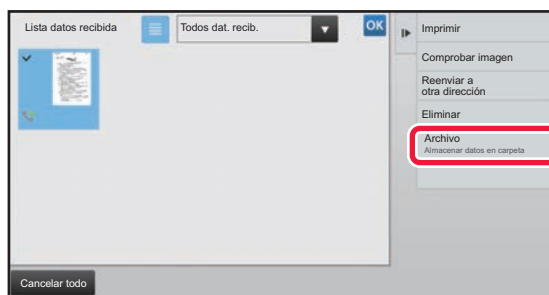 Lista datos recibida
Todos dat. recib.
OK
Imprimir
Comprobar imagen
Reenviar a
otra dirección
Eliminar
Archivo
Almacenar datos en carpeta
Cancelar todo